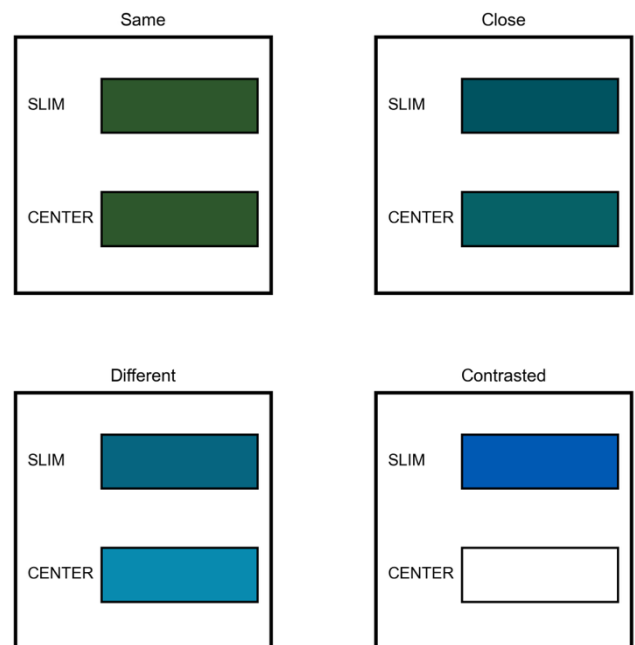 Same
SLIM
CENTER
Close
SLIM
CENTER
Different
SLIM
CENTER
Contrasted
SLIM
CENTER